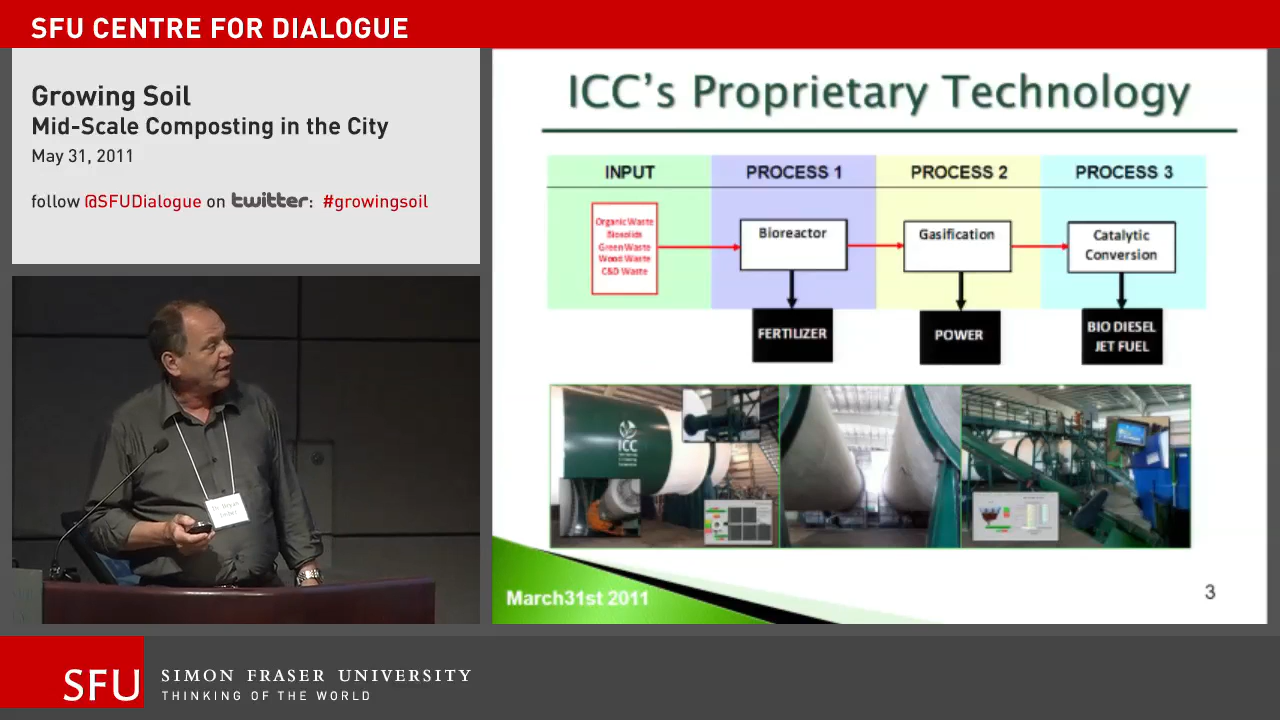 SFU CENTRE FOR DIALOGUE
Growing Soil
Mid-Scale Composting in the City
May 31, 2011
follow @SFUDialogue on twitter: #growingsoil
ICC's Proprietary Technology
INPUT
PROCESS 1
PROCESS 2
PROCESS 3
Organic Waste
Biosolids
Green Waste
Wood Waste
C&D Waste
Bioreactor
Gasification
Catalytic
Conversion
FERTILIZER
POWER
BIO DIESEL
JET FUEL
ICC
March31st 2011
3
SFU
SIMON FRASER UNIVERSITY
THINKING OF THE WORLD